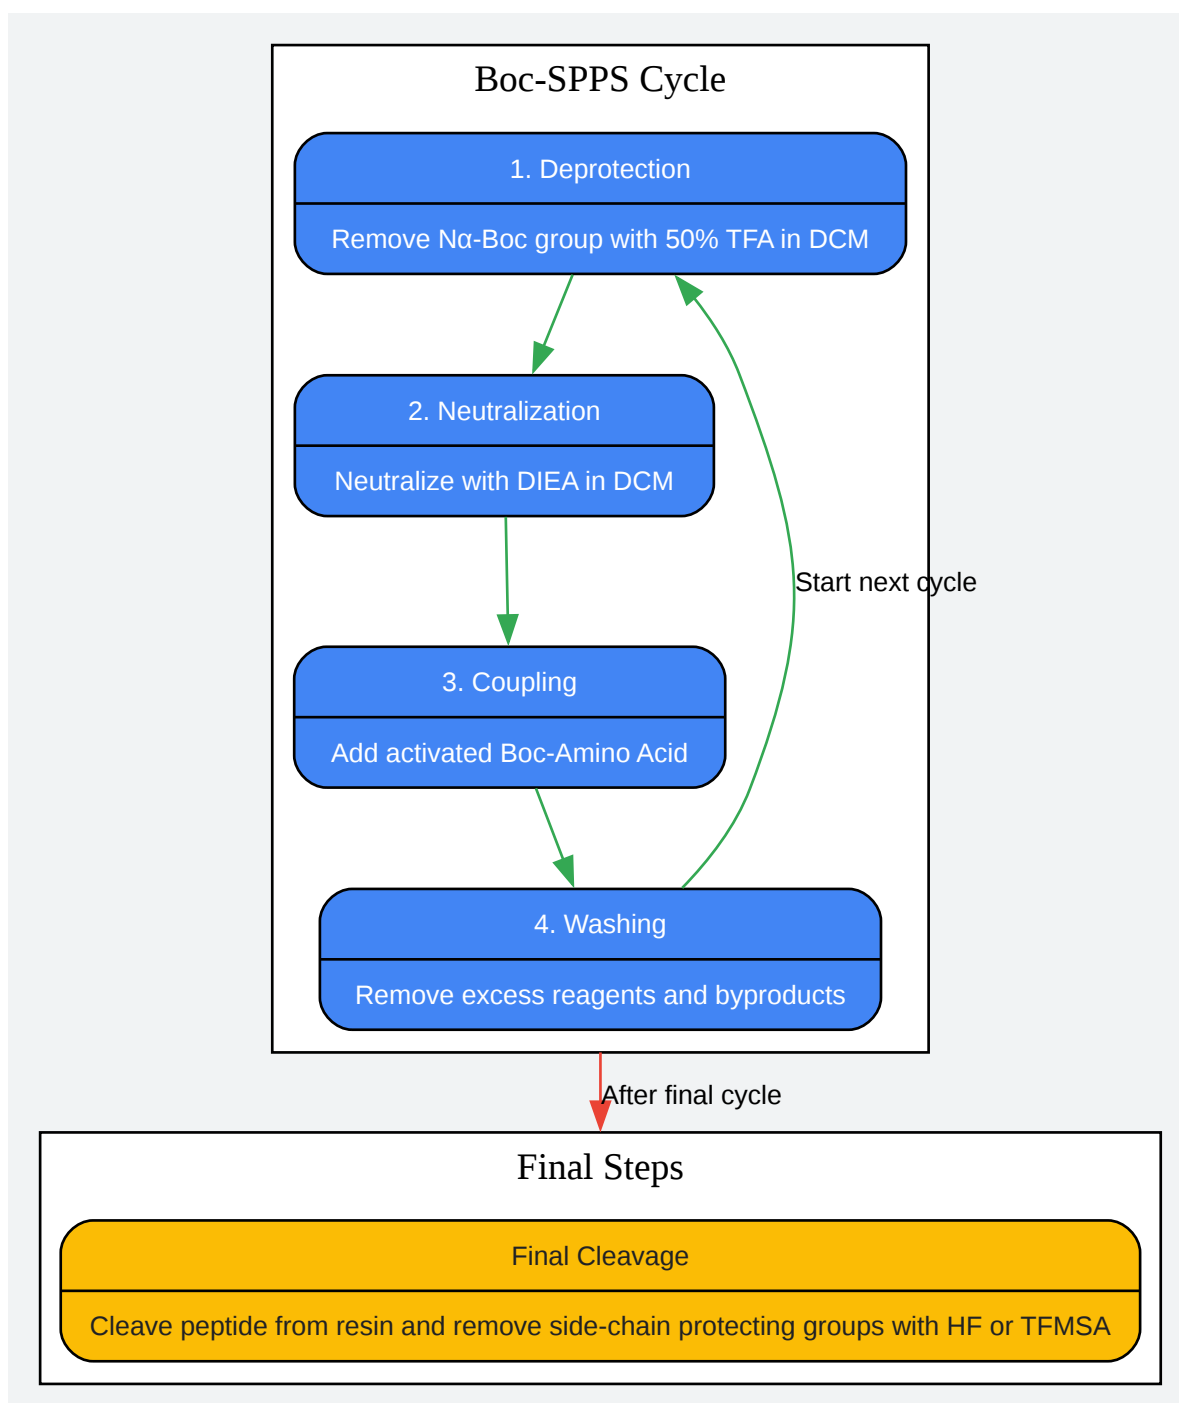 Boc-SPPS Cycle
1. Deprotection
Remove Nα-Boc group with 50% TFA in DCM
2. Neutralization
Neutralize with DIEA in DCM
Start next cycle
3. Coupling
Add activated Boc-Amino Acid
4. Washing
Remove excess reagents and byproducts
After final cycle
Final Steps
Final Cleavage
Cleave peptide from resin and remove side-chain protecting groups with HF or TFMSA